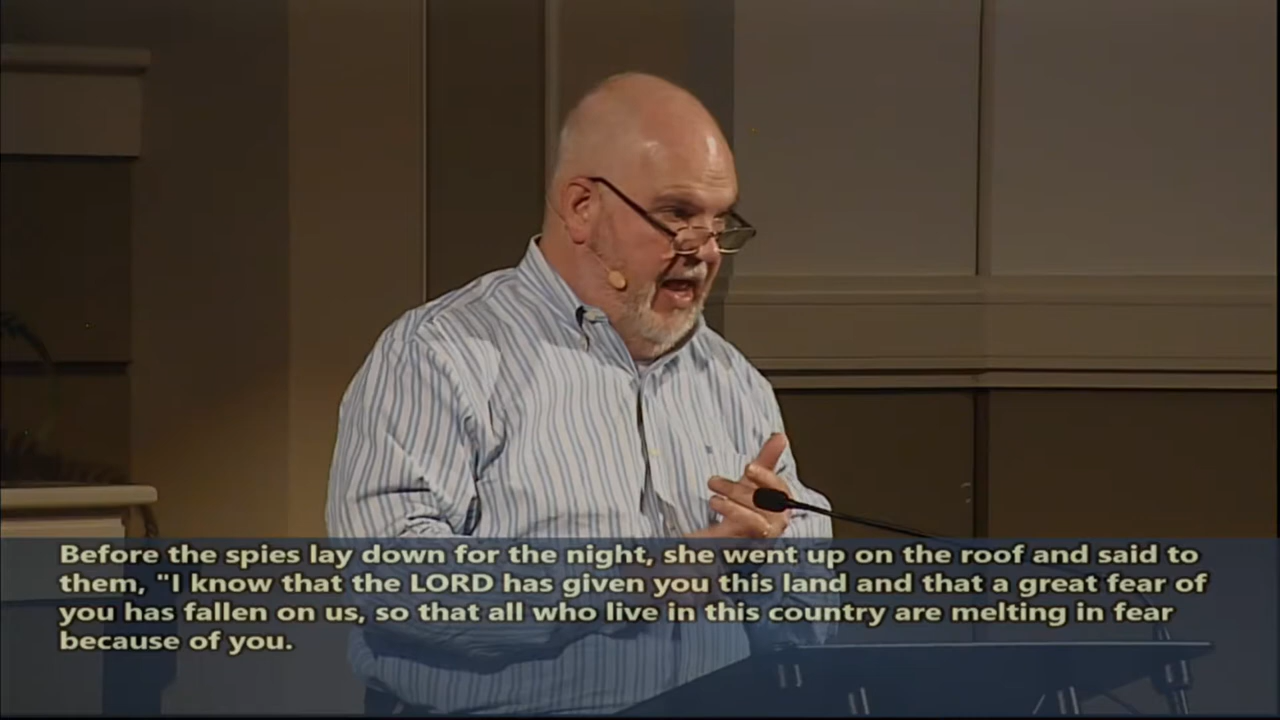 Before the spies lay down for the night, she went up on the roof and said to
them, "I know that the LORD has given you this land and that a great fear of
you has fallen on us, so that all who live in this country are melting in fear
because of you.